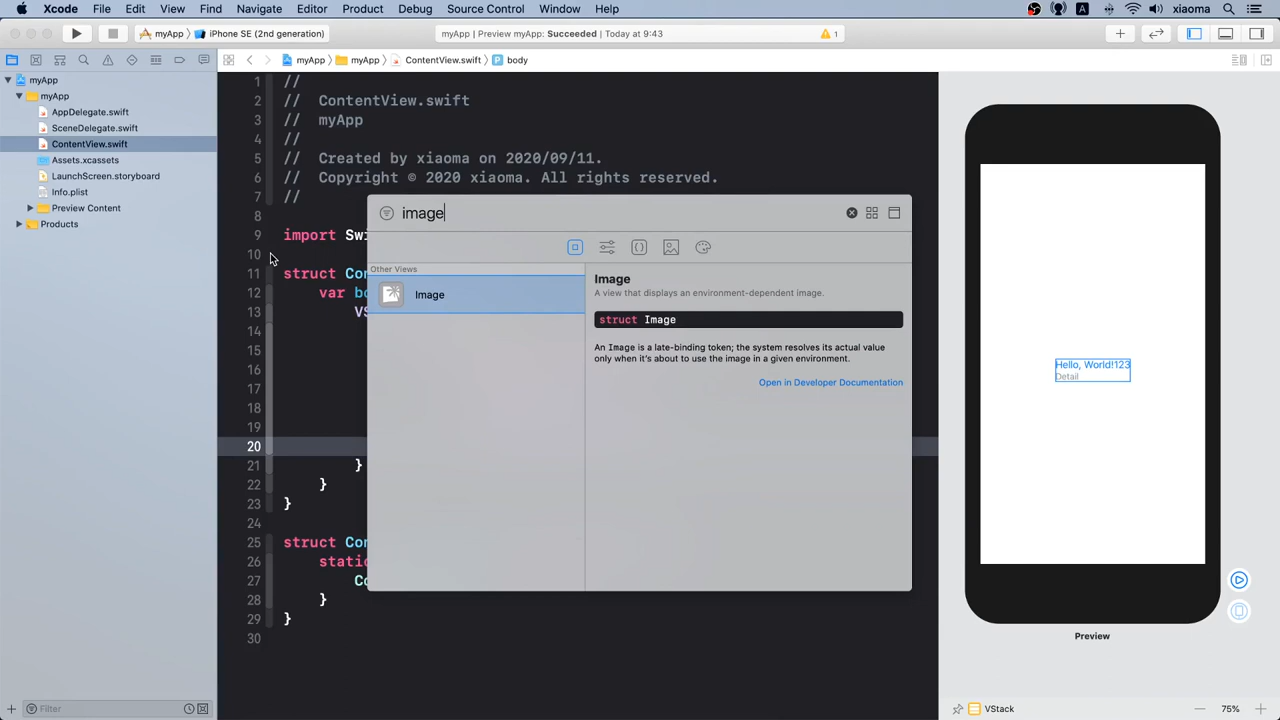 Xcode File Edit View Find Navigate Editor Product Debug Source Control Window Help A xiaoma
myApp iPhone SE (2nd generation) myApp | Preview myApp: Succeeded | Today at 9:43 1
myApp myApp ContentView.swift P body
myApp
myApp
AppDelegate.swift
SceneDelegate.swift
ContentView.swift
Assets.xcassets
LaunchScreen.storyboard
Info.plist
Preview Content
Products
1 //
2 // ContentView.swift
3 // myApp
4 //
5 // Created by xiaoma on 2020/09/11.
6 // Copyright © 2020 xiaoma. All rights reserved.
7 //
8
9 import Sw
10
11 struct Co
12 var bo
13 VS
14
15
16
17
18
19
20
21 }
22 }
23 }
24
25 struct Co
26 stati
27 Co
28 }
29 }
30
image
Other Views
Image
Image
A view that displays an environment-dependent image.
struct Image
An Image is a late-binding token; the system resolves its actual value
only when it's about to use the image in a given environment.
Open in Developer Documentation
Hello, World!123
Detail
Preview
Filter
VStack 75%